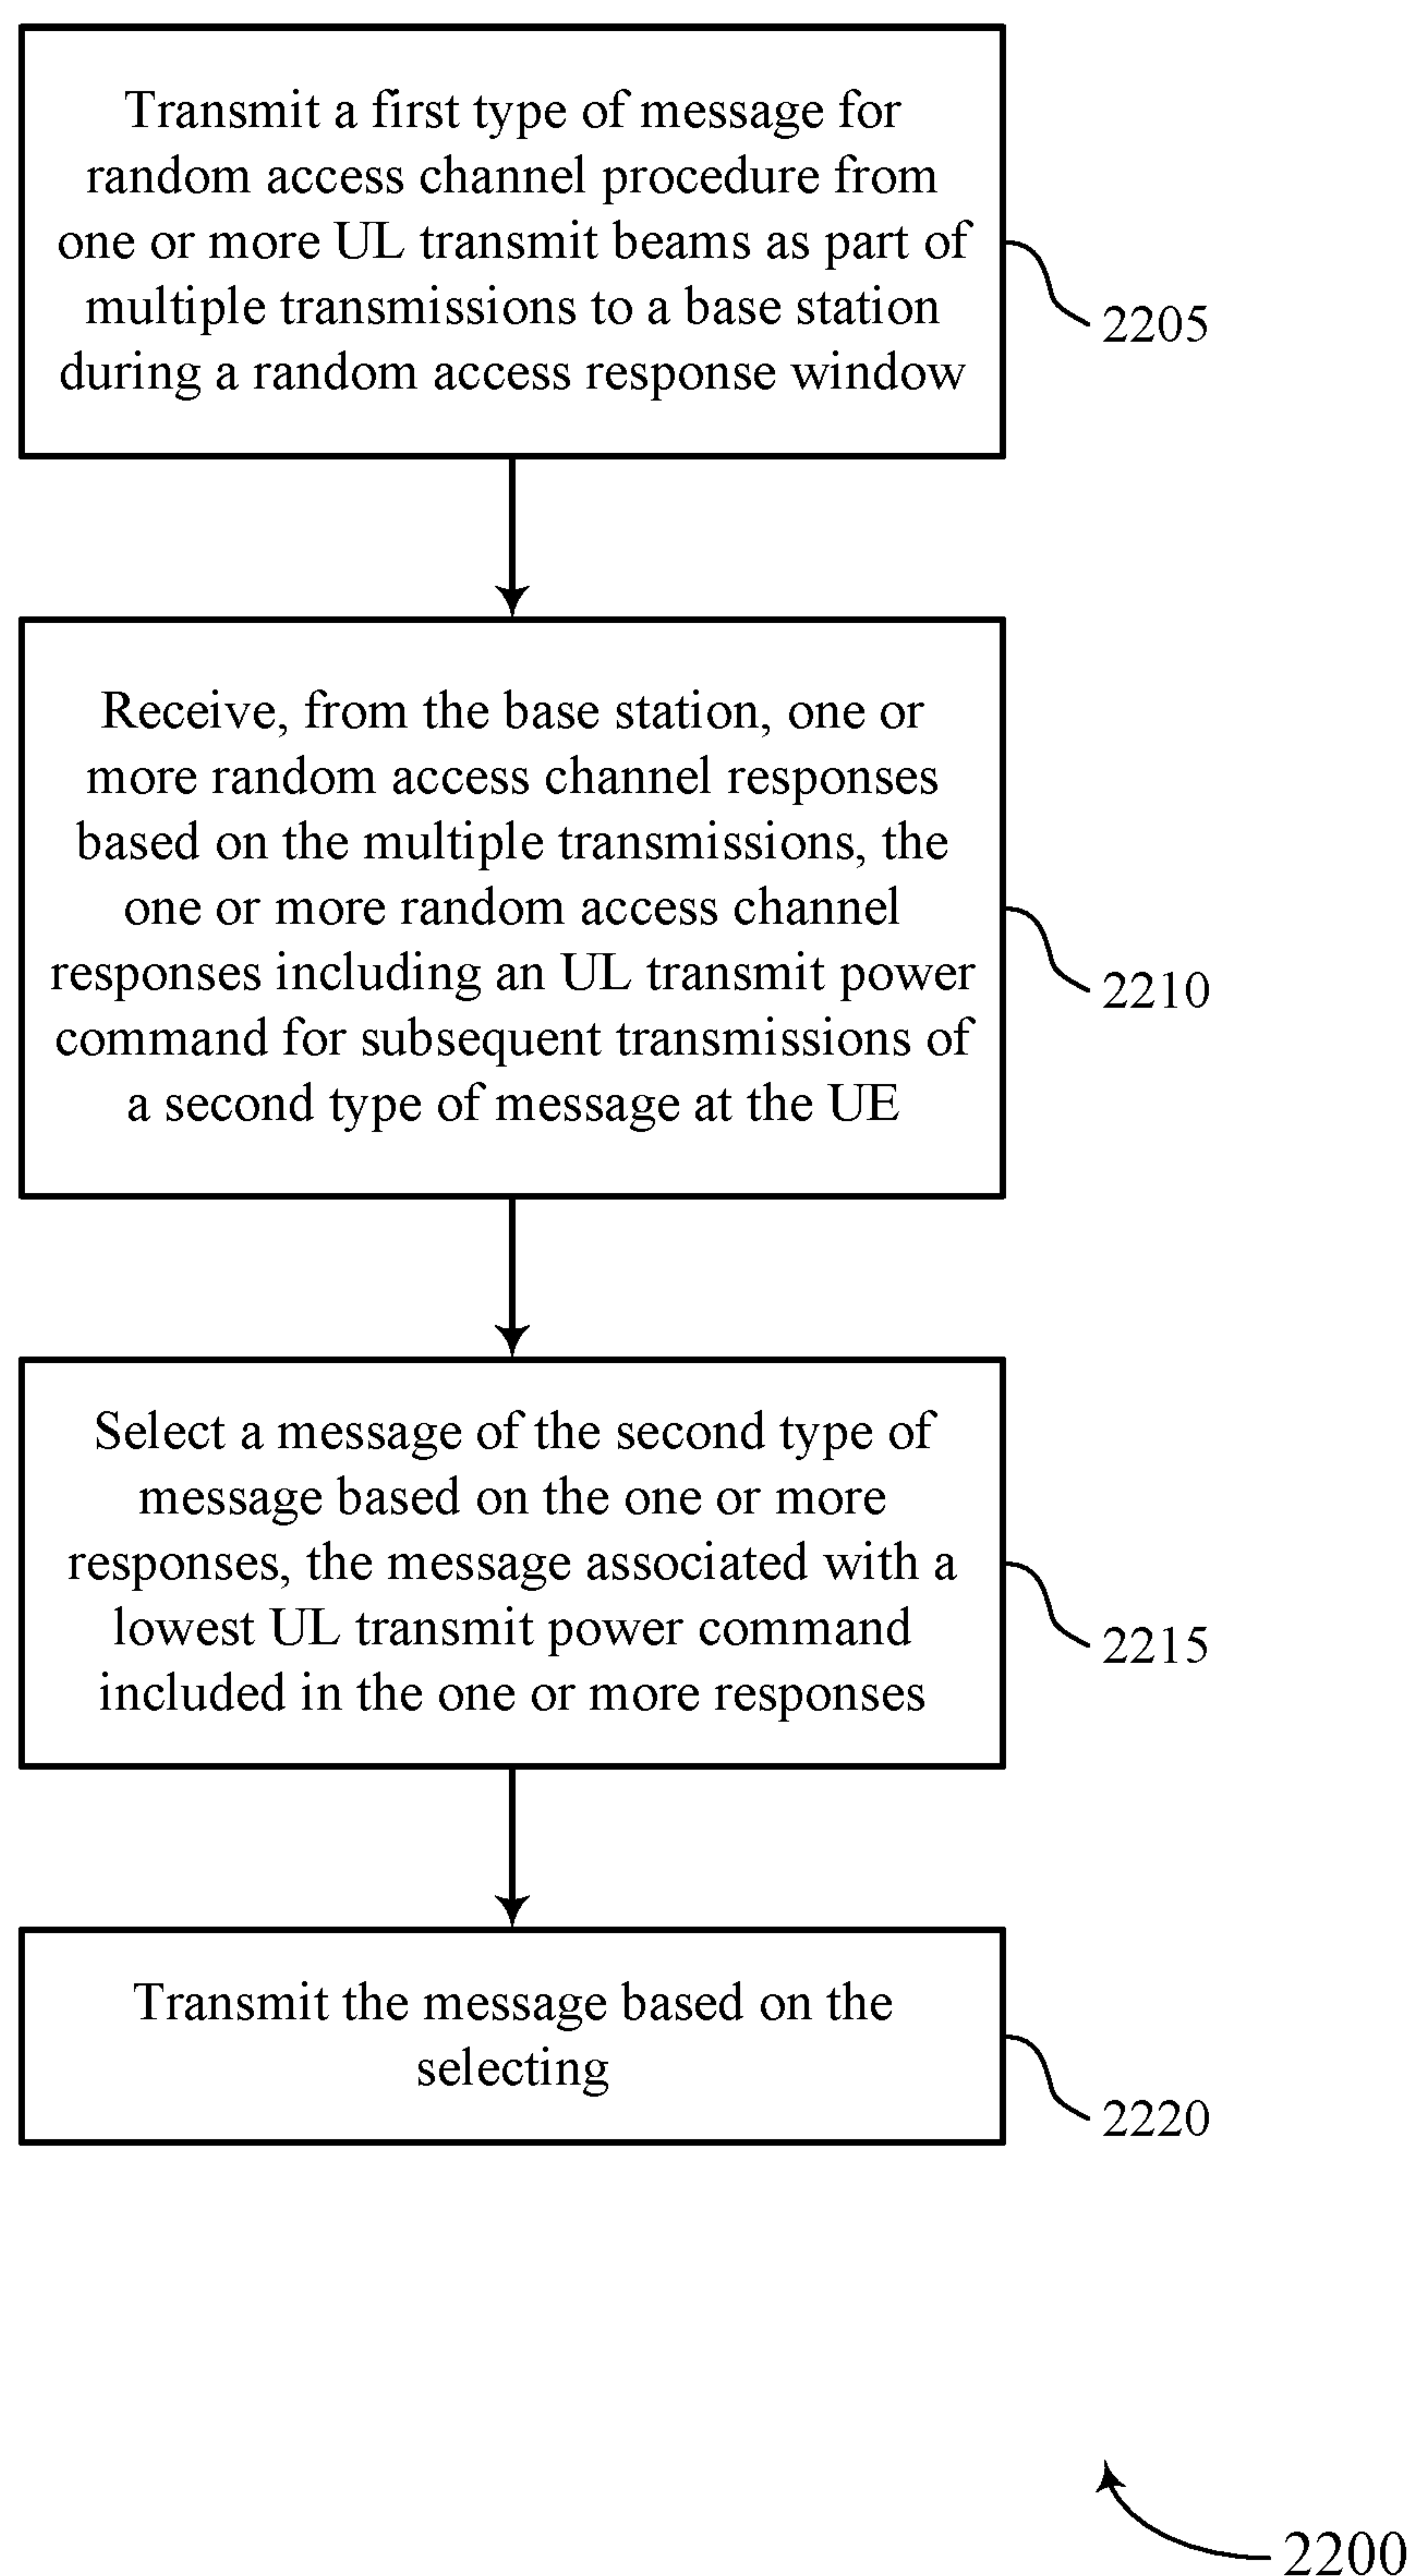 Transmit a first type of message for
random access channel procedure from
one or more UL transmit beams as part of
multiple transmissions to a base station
during a random access response window
2205
Receive, from the base station, one or
more random access channel responses
based on the multiple transmissions, the
one or more random access channel
responses including an UL transmit power
command for subsequent transmissions of
a second type of message at the UE
2210
Select a message of the second type of
message based on the one or more
responses, the message associated with a
lowest UL transmit power command
included in the one or more responses
2215
Transmit the message based on the
selecting
2220
2200